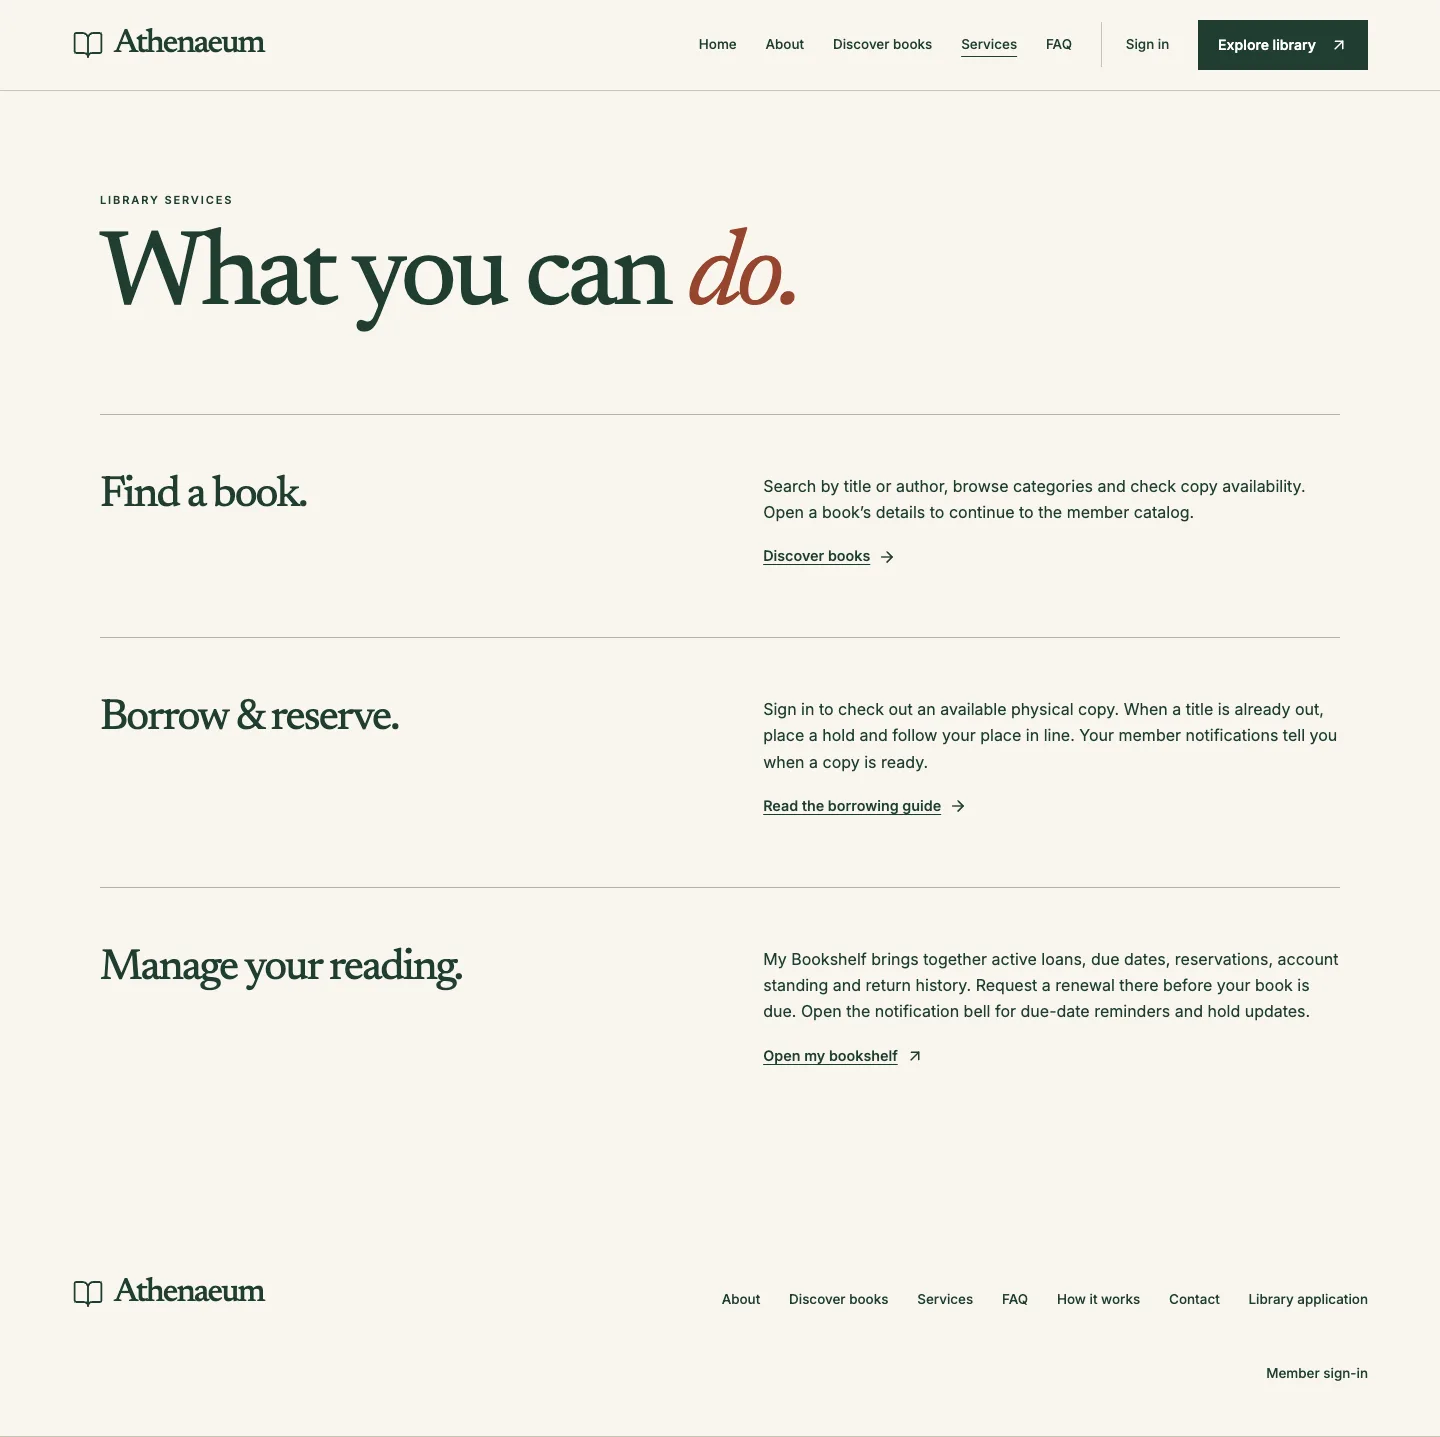 Athenaeum
Home About Discover books Services FAQ Sign in Explore library
LIBRARY SERVICES
What you can do.
Find a book.
Search by title or author, browse categories and check copy availability.
Open a book’s details to continue to the member catalog.
Discover books
Borrow & reserve.
Sign in to check out an available physical copy. When a title is already out,
place a hold and follow your place in line. Your member notifications tell you
when a copy is ready.
Read the borrowing guide
Manage your reading.
My Bookshelf brings together active loans, due dates, reservations, account
standing and return history. Request a renewal there before your book is
due. Open the notification bell for due-date reminders and hold updates.
Open my bookshelf
Athenaeum
About Discover books Services FAQ How it works Contact Library application
Member sign-in